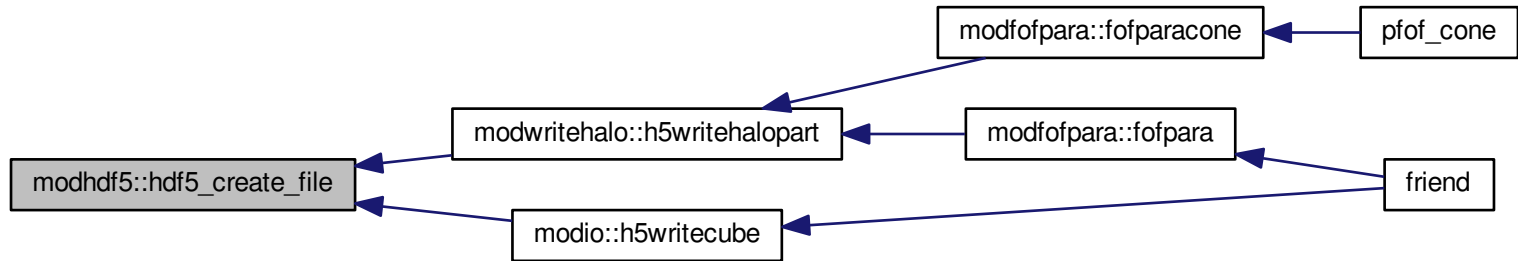 modfofpara::fofparacone
pfof_cone
modwritehalo::h5writehalopart
modfofpara::fofpara
modhdf5::hdf5_create_file
friend
modio::h5writecube